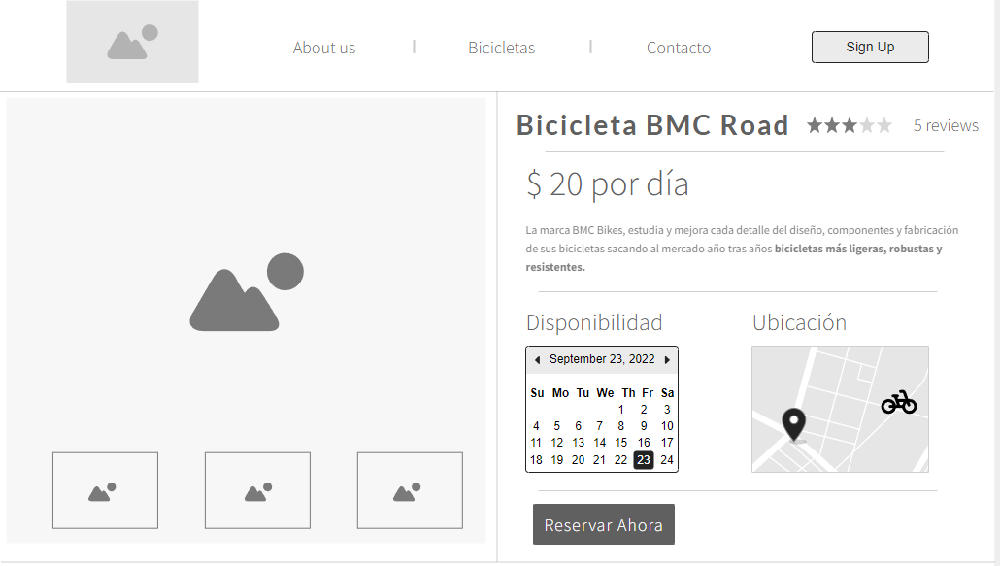 About us | Bicicletas | Contacto
Sign Up
Bicicleta BMC Road
5 reviews
$ 20 por día
La marca BMC Bikes, estudia y mejora cada detalle del diseño, componentes y fabricación
de sus bicicletas sacando al mercado año tras años bicicletas más ligeras, robustas y
resistentes.
Disponibilidad
September 23, 2022
Su Mo Tu We Th Fr Sa
1 2 3
4 5 6 7 8 9 10
11 12 13 14 15 16 17
18 19 20 21 22 23 24
Ubicación
Reservar Ahora